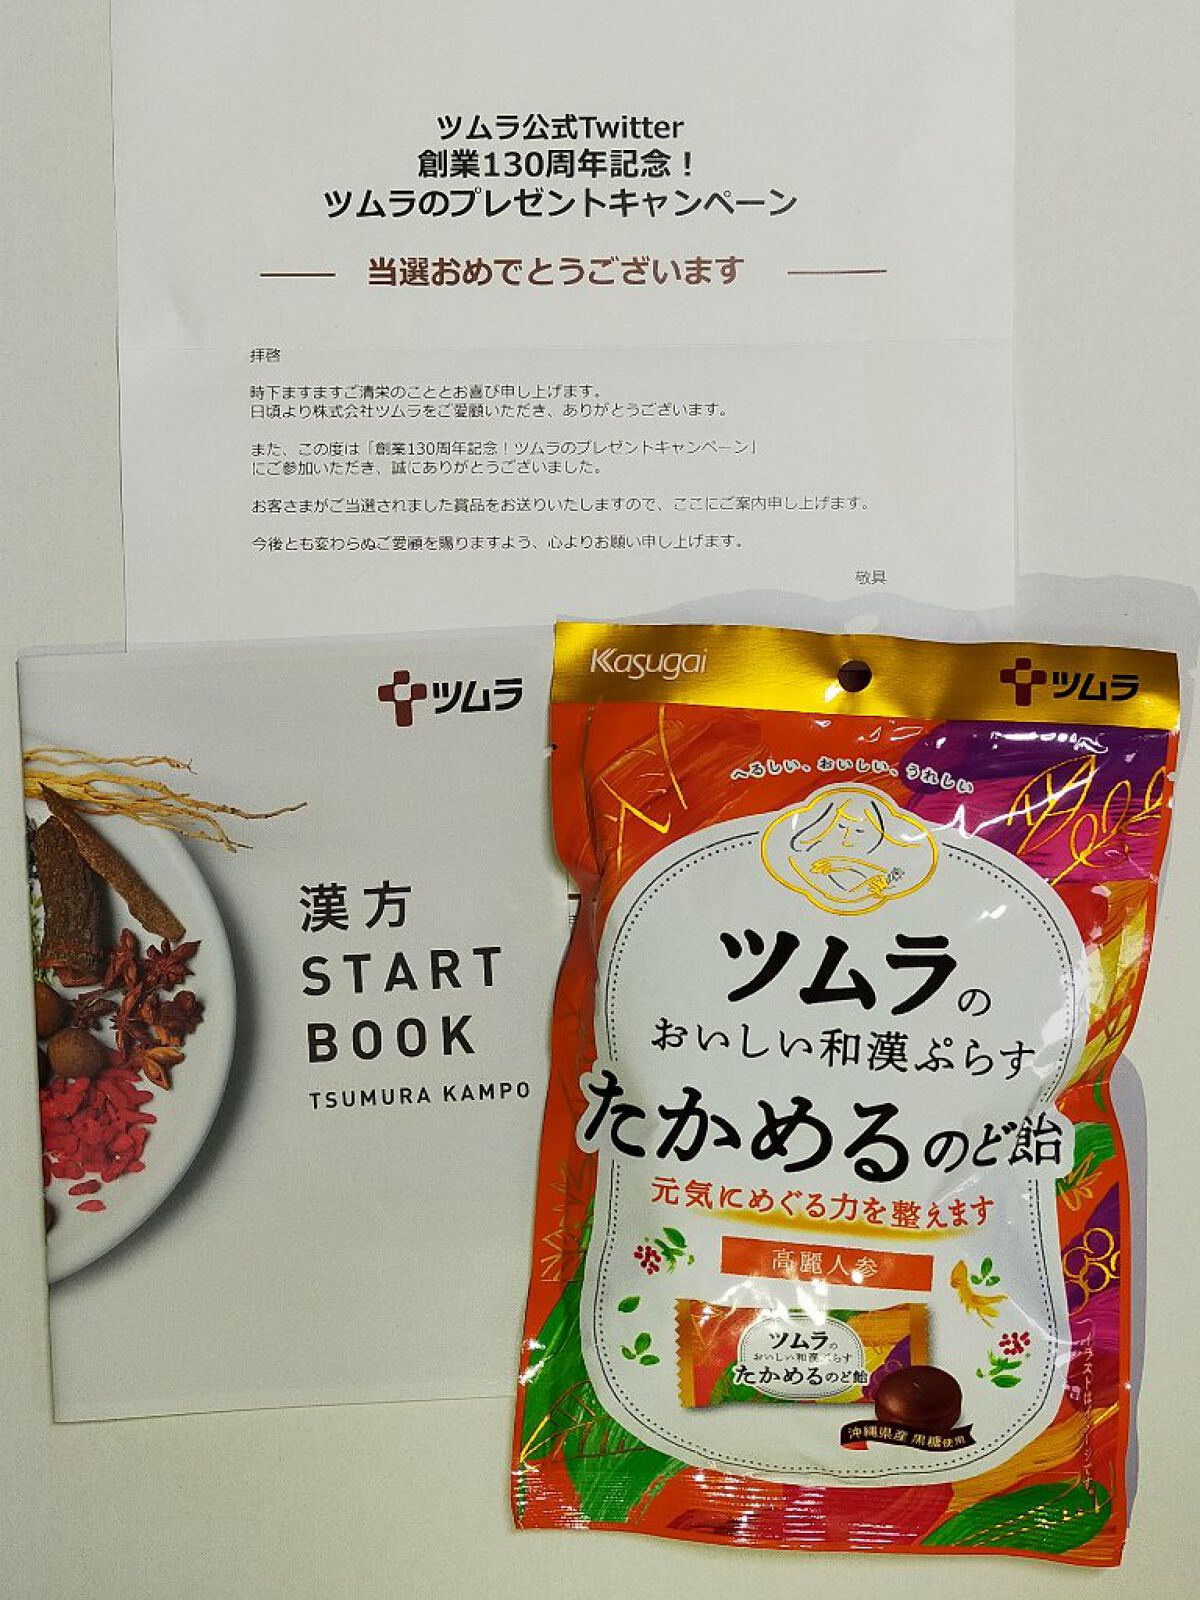 ツムラ公式Twitter
創業130周年記念！
ツムラのプレゼントキャンペーン
当選おめでとうございます
拝啓
時下ますますご清栄のこととお喜び申し上げます。
日頃より株式会社ツムラをご愛顧いただき、ありがとうございます。
また、この度は「創業130周年記念！ツムラのプレゼントキャンペーン」
にご参加いただき、誠にありがとうございました。
お客さまがご当選されました賞品をお送りいたしますので、ここにご案内申し上げます。
今後とも変わらぬご愛顧を賜りますよう、心よりお願い申し上げます。
敬具
ツムラ
漢方
START
BOOK
TSUMURA KAMPO
Kasugai
ツムラ
へるしい、おいしい、うれしい
ツムラの
おいしい和漢ぷらす
たかめるのど飴
元気にめぐる力を整えます
高麗人参
ツムラの
おいしい和漢ぷらす
たかめるのど飴
沖縄県産 黒糖使用
イラストはイメージです。